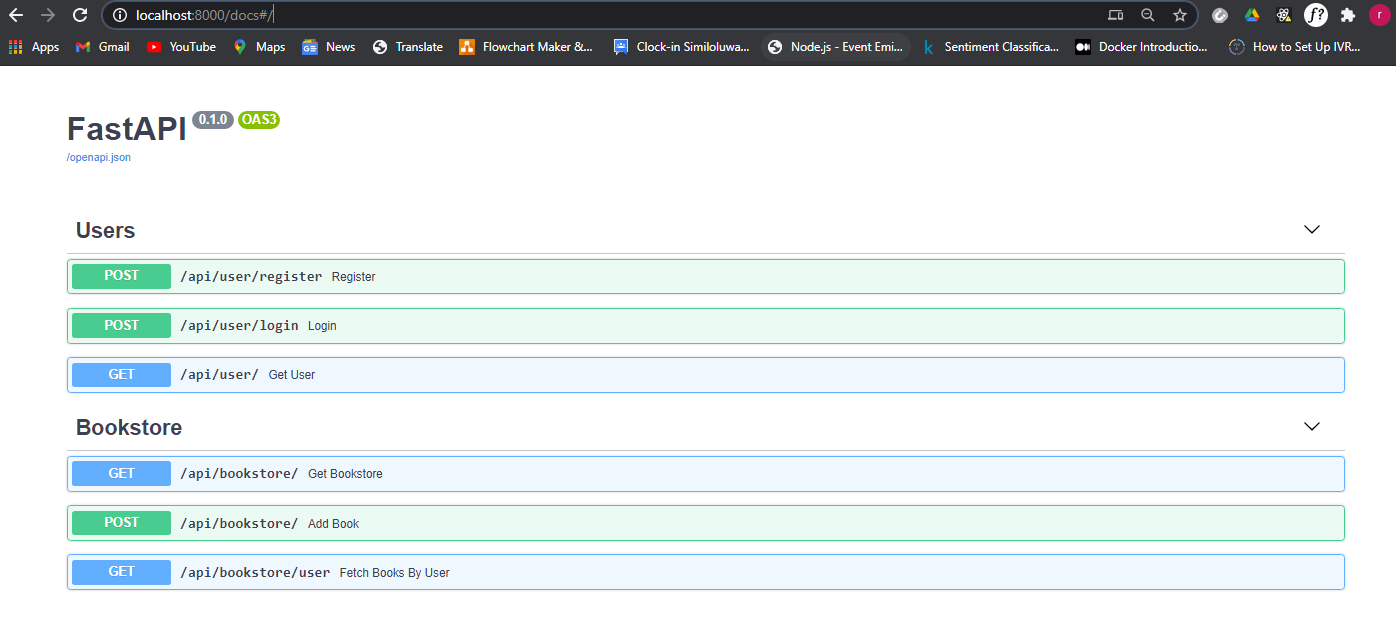 localhost:8000/docs#/
f?
r
Apps Gmail YouTube Maps News Translate Flowchart Maker &... Clock-in Similoluwa... Node.js - Event Emi... k Sentiment Classifica... Docker Introductio... How to Set Up IVR...
FastAPI 0.1.0 OAS3
/openapi.json
Users
POST /api/user/register Register
POST /api/user/login Login
GET /api/user/ Get User
Bookstore
GET /api/bookstore/ Get Bookstore
POST /api/bookstore/ Add Book
GET /api/bookstore/user Fetch Books By User